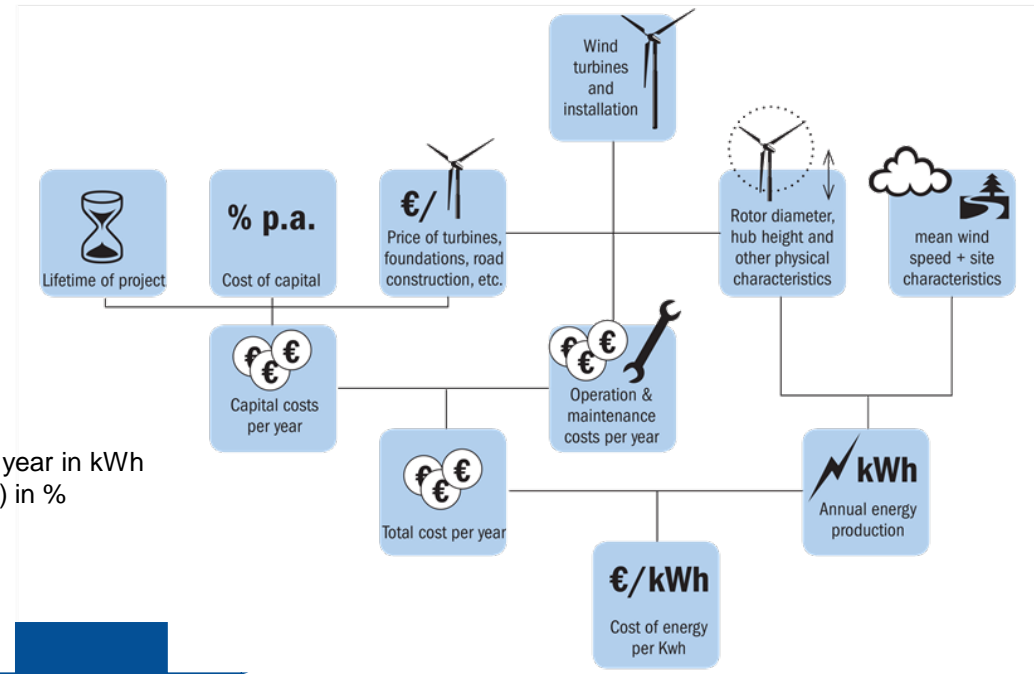 Wind
turbines
and
installation
Lifetime of project
% p.a.
Cost of capital
€/
Price of turbines,
foundations, road
construction, etc.
Rotor diameter,
hub height and
other physical
characteristics
mean wind
speed + site
characteristics
€ € €
Capital costs
per year
€ € €
Operation &
maintenance
costs per year
year in kWh
) in %
€ € €
Total cost per year
kWh
Annual energy
production
€/kWh
Cost of energy
per Kwh